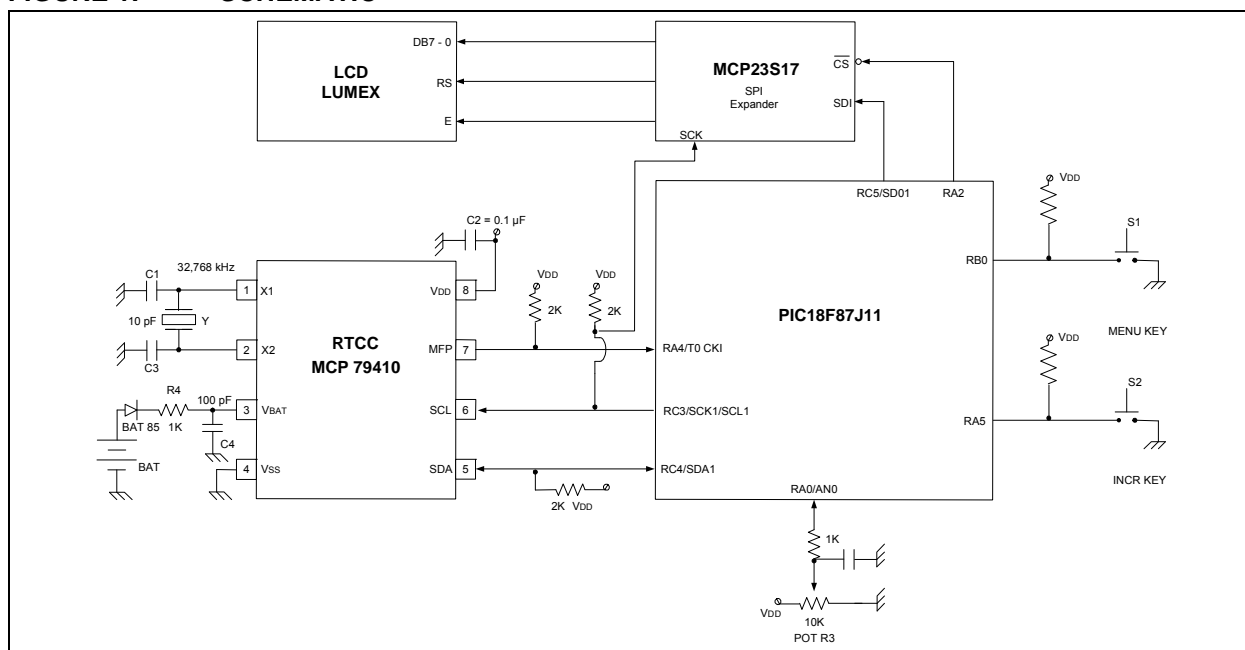 DB7 - 0
LCD
LUMEX
RS
E
MCP23S17
SPI
Expander
CS
SDI
SCK
RC5/SD01
RA2
VDD
S1
RB0
MENU KEY
VDD
S2
RA5
INCR KEY
PIC18F87J11
C2 = 0.1 µF
32,768 kHz
C1
10 pF
Y
C3
1
X1
2
X2
3
VBAT
4
VSS
RTCC
MCP 79410
VDD
8
MFP
7
SCL
6
SDA
5
VDD
2K
VDD
2K
RA4/T0 CKI
RC3/SCK1/SCL1
RC4/SDA1
2K
VDD
R4
100 pF
BAT 85
1K
C4
BAT
RA0/AN0
1K
VDD
10K
POT R3